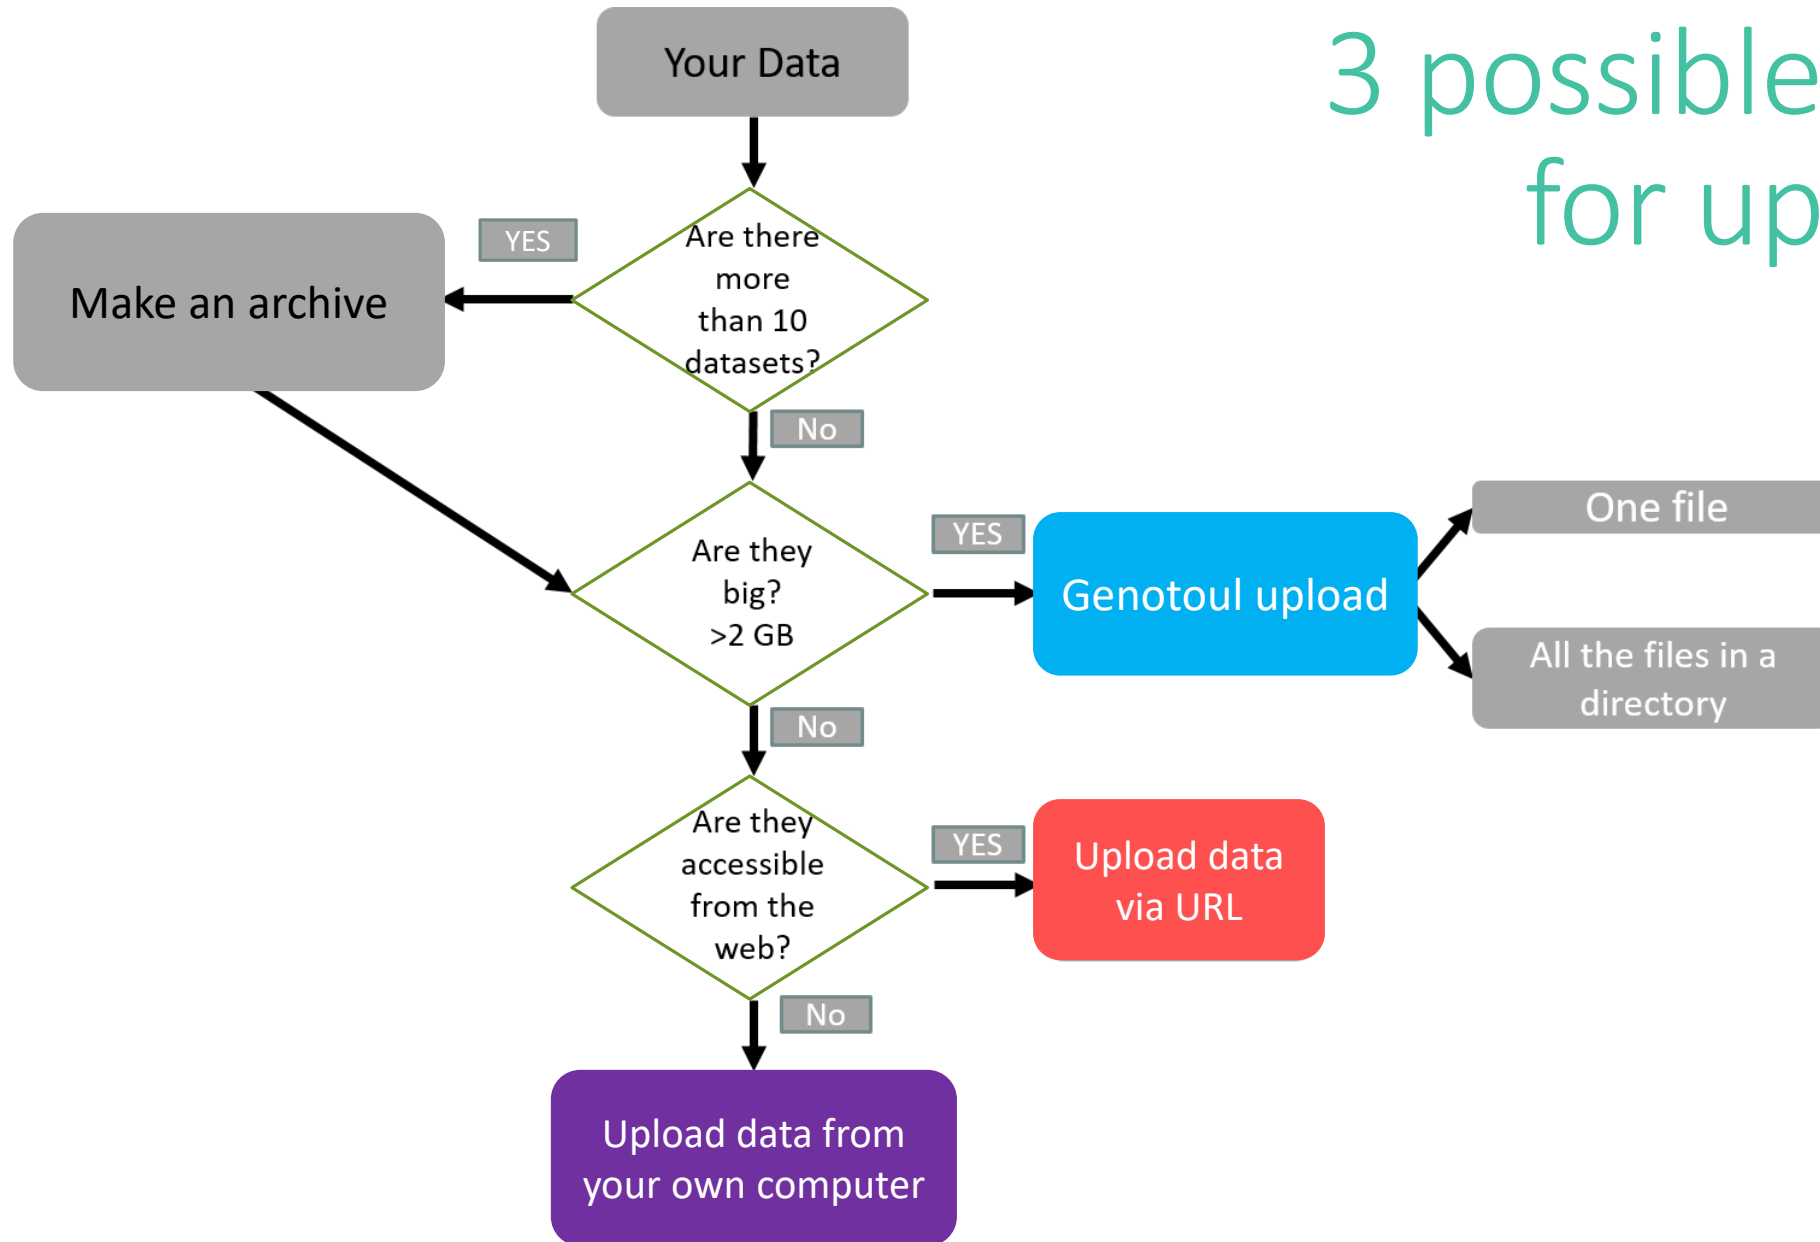 3 possible
for up
Your Data
Are there
more
than 10
datasets?
YES
Make an archive
No
Are they
big?
>2 GB
YES
Genotoul upload
One file
All the files in a
directory
No
Are they
accessible
from the
web?
YES
Upload data
via URL
No
Upload data from
your own computer